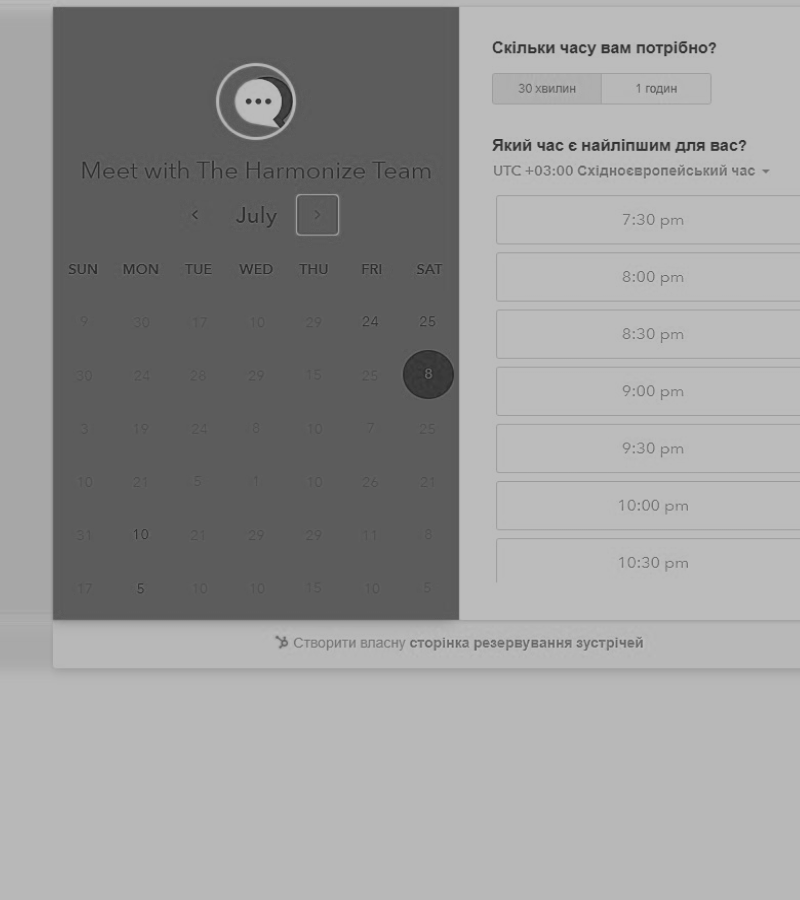 Meet with The Harmonize Team
July
SUN MON TUE WED THU FRI SAT
9 30 17 10 29 24 25
30 24 28 29 15 25 8
3 19 24 8 10 7 25
10 21 5 1 10 26 21
31 10 21 29 29 11 8
17 5 10 10 15 10 5
Скільки часу вам потрібно?
30 хвилин 1 годин
Який час є найліпшим для вас?
UTC +03:00 Східноєвропейський час
7:30 pm
8:00 pm
8:30 pm
9:00 pm
9:30 pm
10:00 pm
10:30 pm
Створити власну сторінка резервування зустрічей